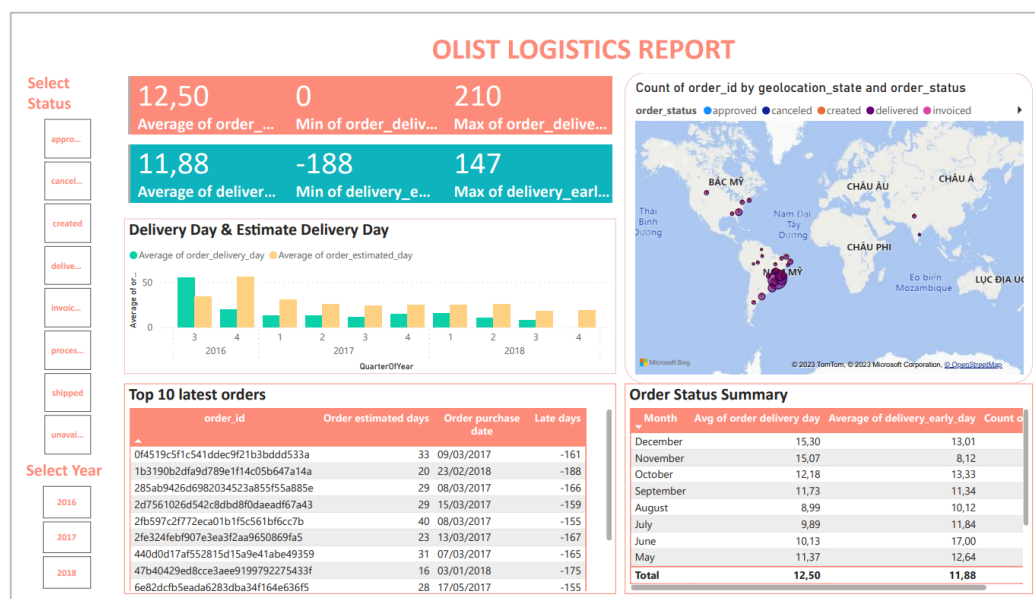 OLIST LOGISTICS REPORT
Select
Status
appro...
cancel...
created
delive...
invoic...
proces...
shipped
unavai...
Select Year
2016
2017
2018
12,50
0
210
Average of order_...
Min of order_deliv...
Max of order_delive...
11,88
-188
147
Average of deliver...
Min of delivery_e...
Max of delivery_earl...
Delivery Day & Estimate Delivery Day
Average of order_delivery_day Average of order_estimated_day
Average of or...
50
0
3 4 1 2 3 4 1 2 3 4
2016 2017 2018
QuarterOfYear
Count of order_id by geolocation_state and order_status
order_status approved canceled created delivered invoiced
BẮC MỸ
CHÂU ÂU
CHÂU Á
Thái
Bình
Dương
Nam Đại
Tây
Dương
CHÂU PHI
NAM MỸ
Eo biển
Mozambique
LỤC ĐỊA ÚC
Microsoft Bing
© 2023 TomTom, © 2023 Microsoft Corporation, © OpenStreetMap
Top 10 latest orders
order_id Order estimated days Order purchase date Late days
0f4519c5f1c541ddec9f21b3bddd533a 33 09/03/2017 -161
1b3190b2dfa9d789e1f14c05b647a14a 20 23/02/2018 -188
285ab9426d6982034523a855f55a885e 29 08/03/2017 -166
2d7561026d542c8dbd8f0daeadf67a43 29 15/03/2017 -159
2fb597c2f772eca01b1f5c561bf6cc7b 40 08/03/2017 -155
2fe324febf907e3ea3f2aa9650869fa5 23 13/03/2017 -167
440d0d17af552815d15a9e41abe49359 31 07/03/2017 -165
47b40429ed8cce3aee9199792275433f 16 03/01/2018 -175
6e82dcfb5eada6283dba34f164e636f5 28 17/05/2017 -155
Order Status Summary
Month Avg of order delivery day Average of delivery_early_day Count o
December 15,30 13,01
November 15,07 8,12
October 12,18 13,33
September 11,73 11,34
August 8,99 10,12
July 9,89 11,84
June 10,13 17,00
May 11,37 12,64
Total 12,50 11,88